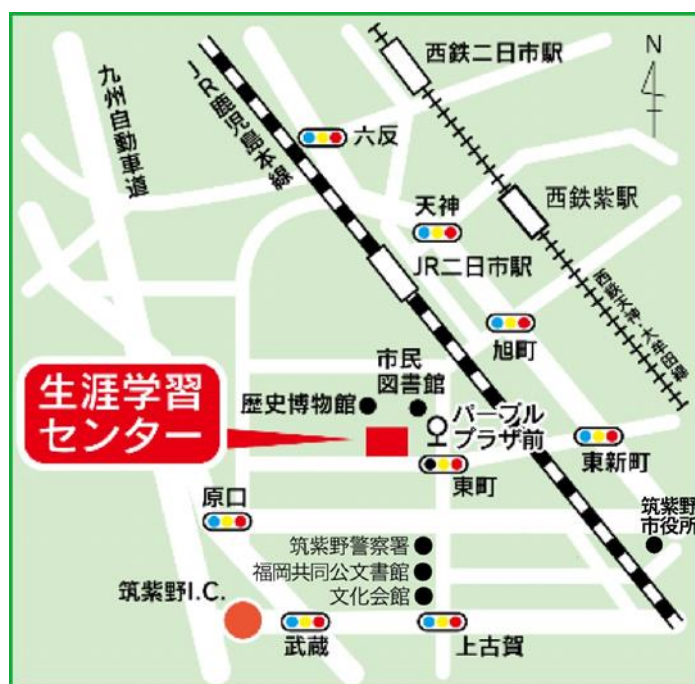 西鉄二日市駅
N
九州自動車道
JR鹿児島本線
六反
西鉄紫駅
天神
JR二日市駅
西鉄天神・大牟田線
旭町
市民
図書館
生涯学習
センター
歴史博物館
パープル
プラザ前
東新町
東町
原口
筑紫野
市役所
筑紫野警察署
福岡共同公文書館
文化会館
筑紫野I.C.
武蔵
上古賀